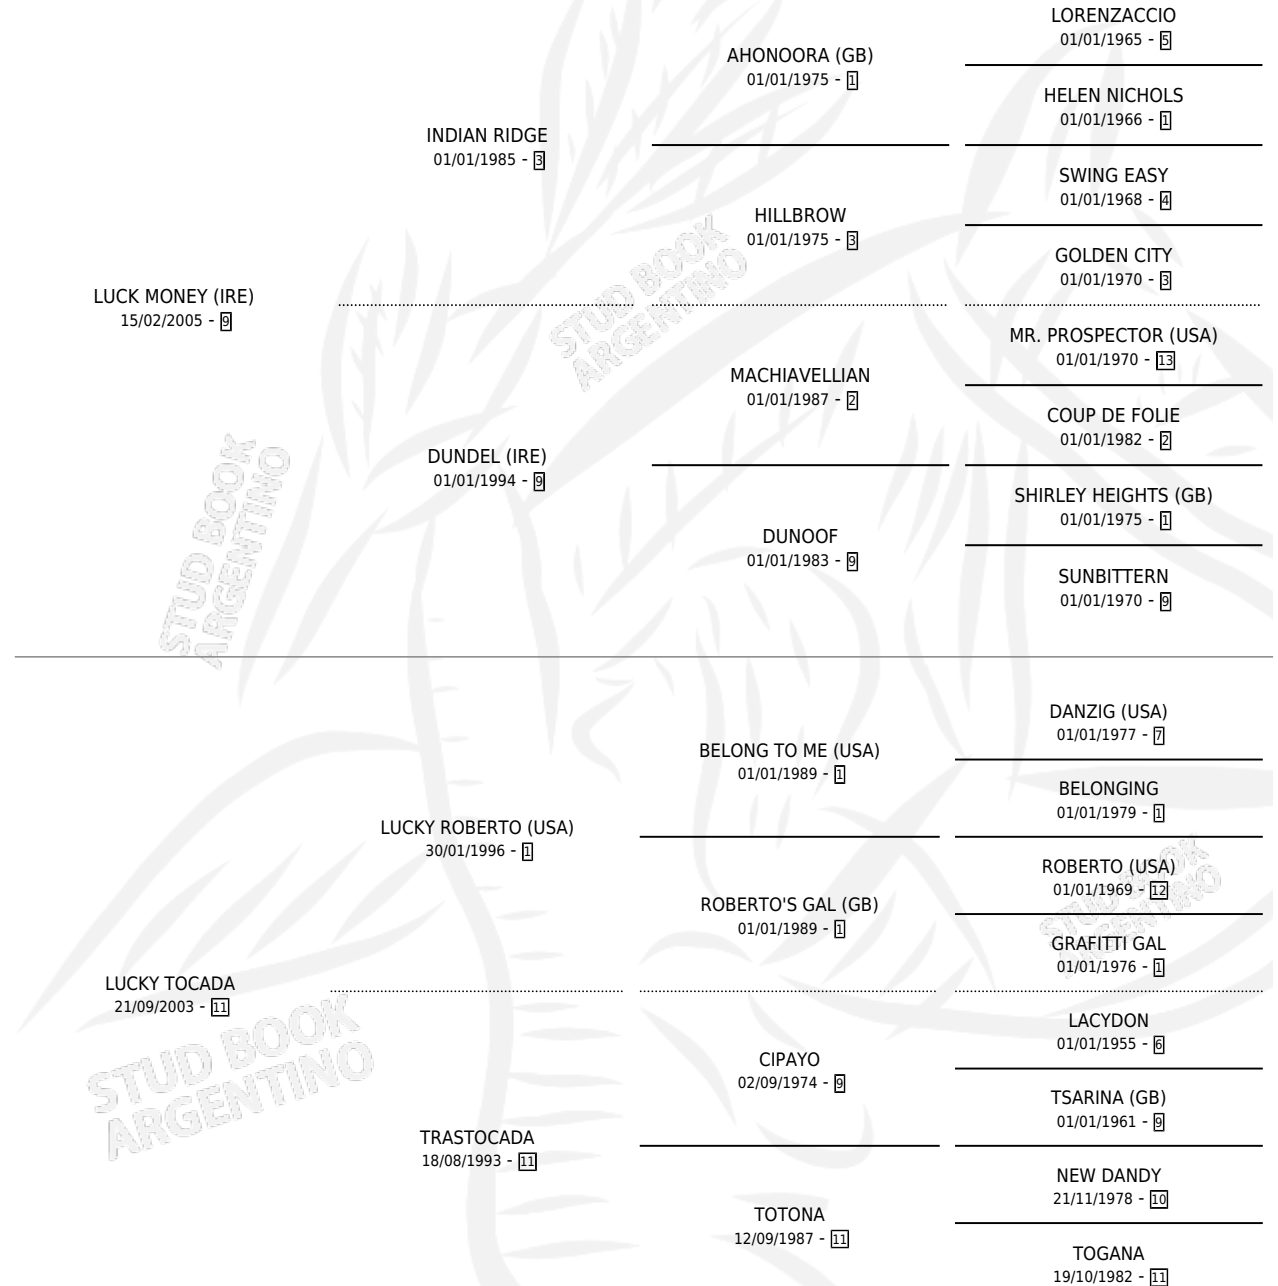 LORENZACCIO
01/01/1965 - 5
AHONOORA (GB)
01/01/1975 - 1
HELEN NICHOLS
01/01/1966 - 1
INDIAN RIDGE
01/01/1985 - 3
SWING EASY
01/01/1968 - 4
HILLBROW
01/01/1975 - 3
GOLDEN CITY
01/01/1970 - 3
LUCK MONEY (IRE)
15/02/2005 - 9
STUD BOOK
ARGENTINO
MR. PROSPECTOR (USA)
01/01/1970 - 13
MACHIAVELLIAN
01/01/1987 - 2
COUP DE FOLIE
01/01/1982 - 2
DUNDEL (IRE)
01/01/1994 - 9
SHIRLEY HEIGHTS (GB)
01/01/1975 - 1
DUNOOF
01/01/1983 - 9
SUNBITTERN
01/01/1970 - 9
STUD BOOK
ARGENTINO
DANZIG (USA)
01/01/1977 - 7
BELONG TO ME (USA)
01/01/1989 - 1
BELONGING
01/01/1979 - 1
LUCKY ROBERTO (USA)
30/01/1996 - 1
ROBERTO (USA)
01/01/1969 - 12
ROBERTO'S GAL (GB)
01/01/1989 - 1
STUD BOOK
ARGENTINO
GRAFITTI GAL
01/01/1976 - 1
LUCKY TOCADA
21/09/2003 - 11
LACYDON
01/01/1955 - 6
CIPAYO
02/09/1974 - 9
STUD BOOK
ARGENTINO
TSARINA (GB)
01/01/1961 - 9
TRASTOCADA
18/08/1993 - 11
NEW DANDY
21/11/1978 - 10
TOTONA
12/09/1987 - 11
TOGANA
19/10/1982 - 11